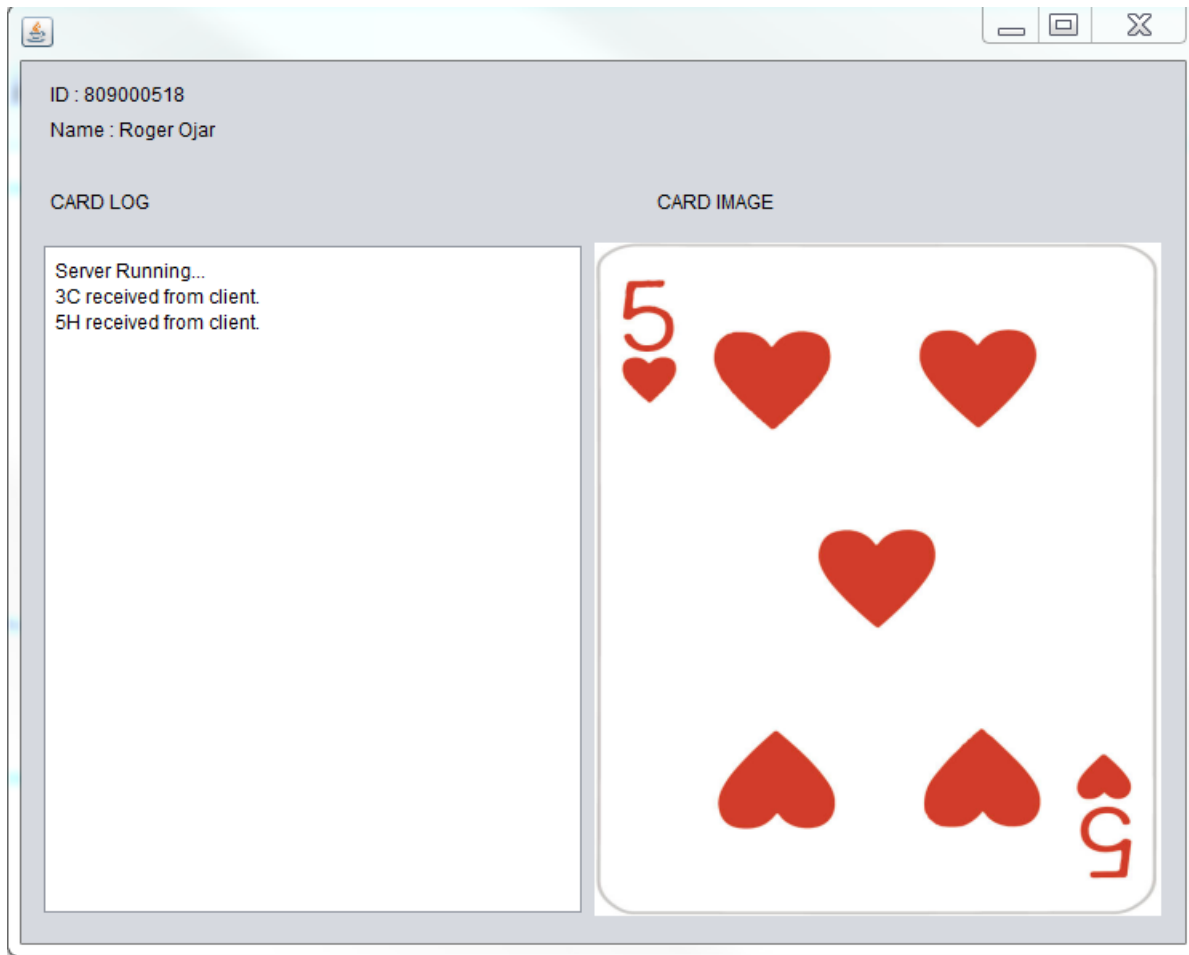 ID : 809000518
Name : Roger Ojar
CARD LOG
CARD IMAGE
Server Running...
3C received from client.
5H received from client.
5
5